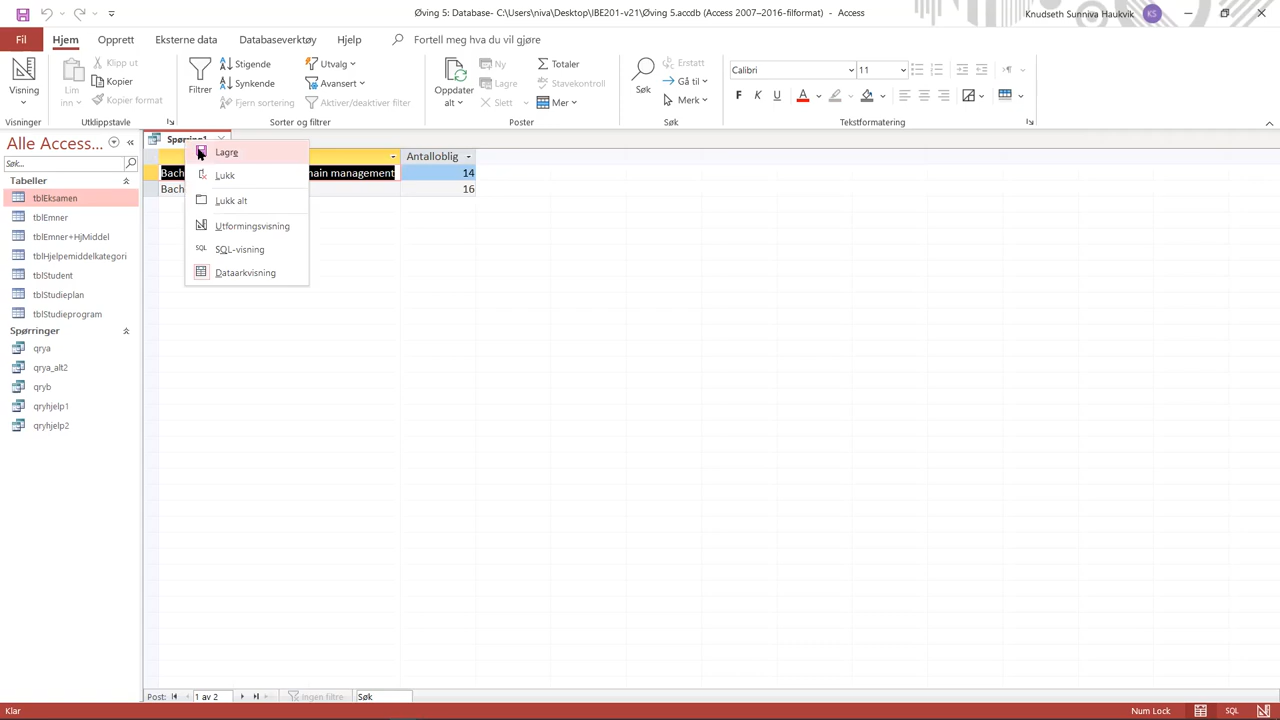 Øving 5: Database- C:\Users\niva\Desktop\IBE201-v21\Øving 5.accdb (Access 2007–2016-filformat) - Access
Knudseth Sunniva Haukvik KS
Fil Hjem Opprett Eksterne data Databaseverktøy Hjelp Fortell meg hva du vil gjøre
Visning
Lim inn
Klipp ut
Kopier
Kopier format
Filtrer
Stigende
Synkende
Fjern sortering
Utvalg
Avansert
Aktiver/deaktiver filter
Oppdater alt
Ny
Lagre
Slett
Totaler
Stavekontroll
Mer
Søk
Erstatt
Gå til
Merk
Calibri 11
F K U A
Visninger Utklippstavle Sorter og filtrer Poster Søk Tekstformatering
Alle Access...
Søk...
Tabeller
tblEksamen
tblEmner
tblEmner+HjMiddel
tblHjelpemiddelkategori
tblStudent
tblStudieplan
tblStudieprogram
Spørringer
qrya
qrya_alt2
qryb
qryhjelp1
qryhjelp2
Spørring1
Antalloblig
Bach hain management 14
Bach 16
Lagre
Lukk
Lukk alt
Utformingsvisning
SQL SQL-visning
Dataarkvisning
Post: 1 av 2 Ingen filtre Søk
Klar Num Lock SQL